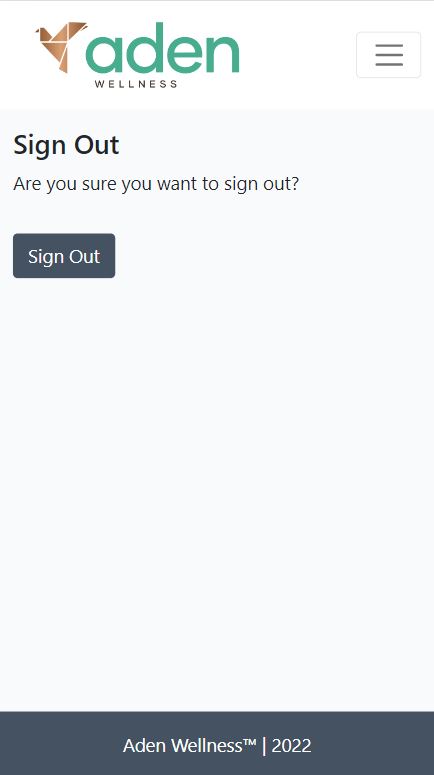 aden
WELLNESS
Sign Out
Are you sure you want to sign out?
Sign Out
Aden Wellness™ | 2022